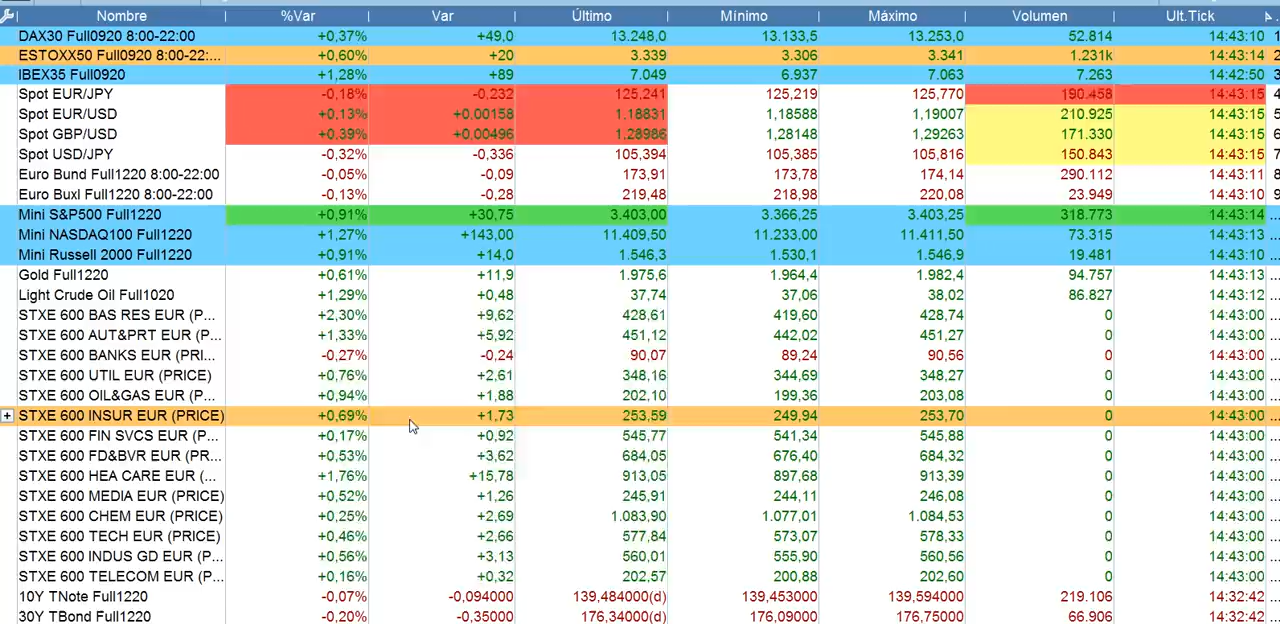 Nombre %Var Var Último Mínimo Máximo Volumen Ult.Tick
DAX30 Full0920 8:00-22:00 +0,37% +49,0 13.248,0 13.133,5 13.253,0 52.814 14:43:10 1
ESTOXX50 Full0920 8:00-22:... +0,60% +20 3.339 3.306 3.341 1.231k 14:43:14 2
IBEX35 Full0920 +1,28% +89 7.049 6.937 7.063 7.263 14:42:50 3
Spot EUR/JPY -0,18% -0,232 125,241 125,219 125,770 190.458 14:43:15 4
Spot EUR/USD +0,13% +0,00158 1,18831 1,18588 1,19007 210.925 14:43:15 5
Spot GBP/USD +0,39% +0,00496 1,28986 1,28148 1,29263 171.330 14:43:15 6
Spot USD/JPY -0,32% -0,336 105,394 105,385 105,816 150.843 14:43:15 7
Euro Bund Full1220 8:00-22:00 -0,05% -0,09 173,91 173,78 174,14 290.112 14:43:11 8
Euro Buxl Full1220 8:00-22:00 -0,13% -0,28 219,48 218,98 220,08 23.949 14:43:10 9
Mini S&P500 Full1220 +0,91% +30,75 3.403,00 3.366,25 3.403,25 318.773 14:43:14 ...
Mini NASDAQ100 Full1220 +1,27% +143,00 11.409,50 11.233,00 11.411,50 73.315 14:43:13 ...
Mini Russell 2000 Full1220 +0,91% +14,0 1.546,3 1.530,1 1.546,9 19.481 14:43:10 ...
Gold Full1220 +0,61% +11,9 1.975,6 1.964,4 1.982,4 94.757 14:43:13 ...
Light Crude Oil Full1020 +1,29% +0,48 37,74 37,06 38,02 86.827 14:43:12 ...
STXE 600 BAS RES EUR (P... +2,30% +9,62 428,61 419,60 428,74 0 14:43:00 ...
STXE 600 AUT&PRT EUR (P... +1,33% +5,92 451,12 442,02 451,27 0 14:43:00 ...
STXE 600 BANKS EUR (PRI... -0,27% -0,24 90,07 89,24 90,56 0 14:43:00 ...
STXE 600 UTIL EUR (PRICE) +0,76% +2,61 348,16 344,69 348,27 0 14:43:00 ...
STXE 600 OIL&GAS EUR (P... +0,94% +1,88 202,10 199,36 203,08 0 14:43:00 ...
STXE 600 INSUR EUR (PRICE) +0,69% +1,73 253,59 249,94 253,70 0 14:43:00 ...
STXE 600 FIN SVCS EUR (P... +0,17% +0,92 545,77 541,34 545,88 0 14:43:00 ...
STXE 600 FD&BVR EUR (PR... +0,53% +3,62 684,05 676,40 684,32 0 14:43:00 ...
STXE 600 HEA CARE EUR (... +1,76% +15,78 913,05 897,68 913,39 0 14:43:00 ...
STXE 600 MEDIA EUR (PRICE) +0,52% +1,26 245,91 244,11 246,08 0 14:43:00 ...
STXE 600 CHEM EUR (PRICE) +0,25% +2,69 1.083,90 1.077,01 1.084,53 0 14:43:00 ...
STXE 600 TECH EUR (PRICE) +0,46% +2,66 577,84 573,07 578,33 0 14:43:00 ...
STXE 600 INDUS GD EUR (P... +0,56% +3,13 560,01 555,90 560,56 0 14:43:00 ...
STXE 600 TELECOM EUR (P... +0,16% +0,32 202,57 200,88 202,60 0 14:43:00 ...
10Y TNote Full1220 -0,07% -0,094000 139,484000(d) 139,453000 139,594000 219.106 14:32:42 ...
30Y TBond Full1220 -0,20% -0,35000 176,34000(d) 176,09000 176,75000 66.906 14:32:42 ...